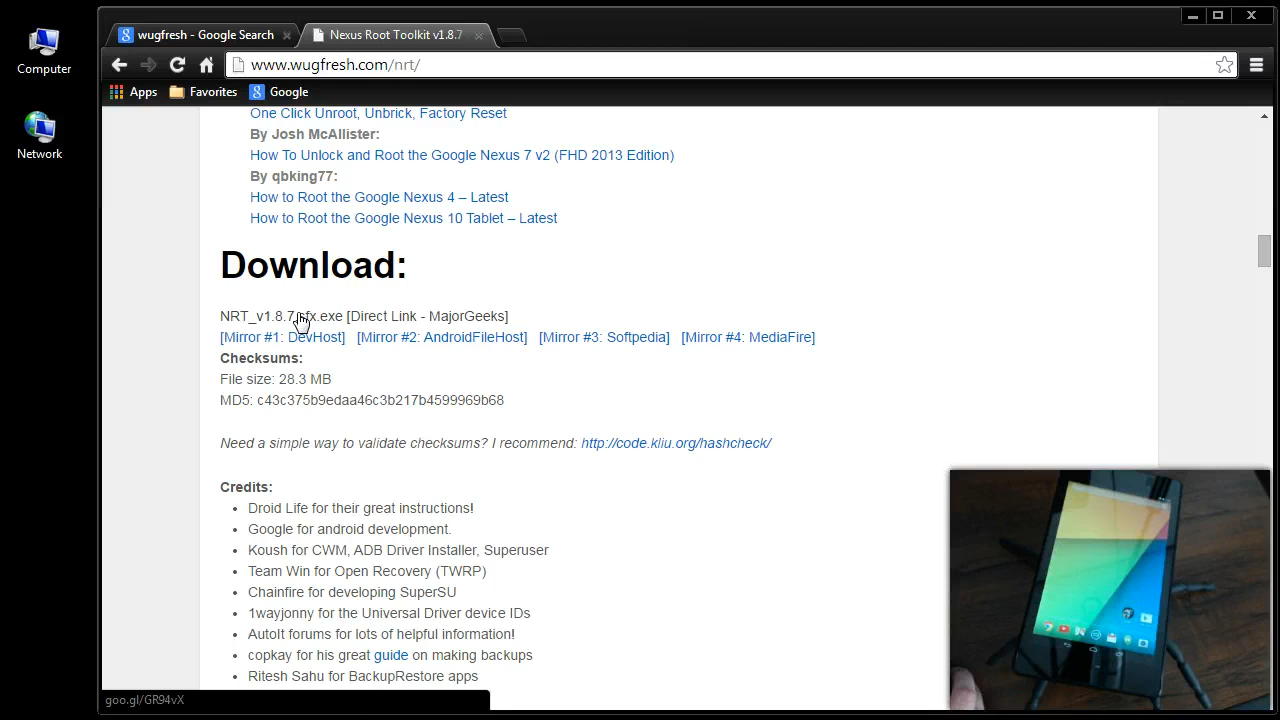 Computer
Network
wugfresh - Google Search
Nexus Root Toolkit v1.8.7
www.wugfresh.com/nrt/
Apps Favorites Google
One Click Unroot, Unbrick, Factory Reset
By Josh McAllister:
How To Unlock and Root the Google Nexus 7 v2 (FHD 2013 Edition)
By qbking77:
How to Root the Google Nexus 4 – Latest
How to Root the Google Nexus 10 Tablet – Latest
Download:
NRT_v1.8.7.sfx.exe [Direct Link - MajorGeeks]
[Mirror #1: DevHost] [Mirror #2: AndroidFileHost] [Mirror #3: Softpedia] [Mirror #4: MediaFire]
Checksums:
File size: 28.3 MB
MD5: c43c375b9edaa46c3b217b4599969b68
Need a simple way to validate checksums? I recommend: http://code.kliu.org/hashcheck/
Credits:
• Droid Life for their great instructions!
• Google for android development.
• Koush for CWM, ADB Driver Installer, Superuser
• Team Win for Open Recovery (TWRP)
• Chainfire for developing SuperSU
• 1wayjonny for the Universal Driver device IDs
• AutoIt forums for lots of helpful information!
• copkay for his great guide on making backups
• Ritesh Sahu for BackupRestore apps
goo.gl/GR94vX